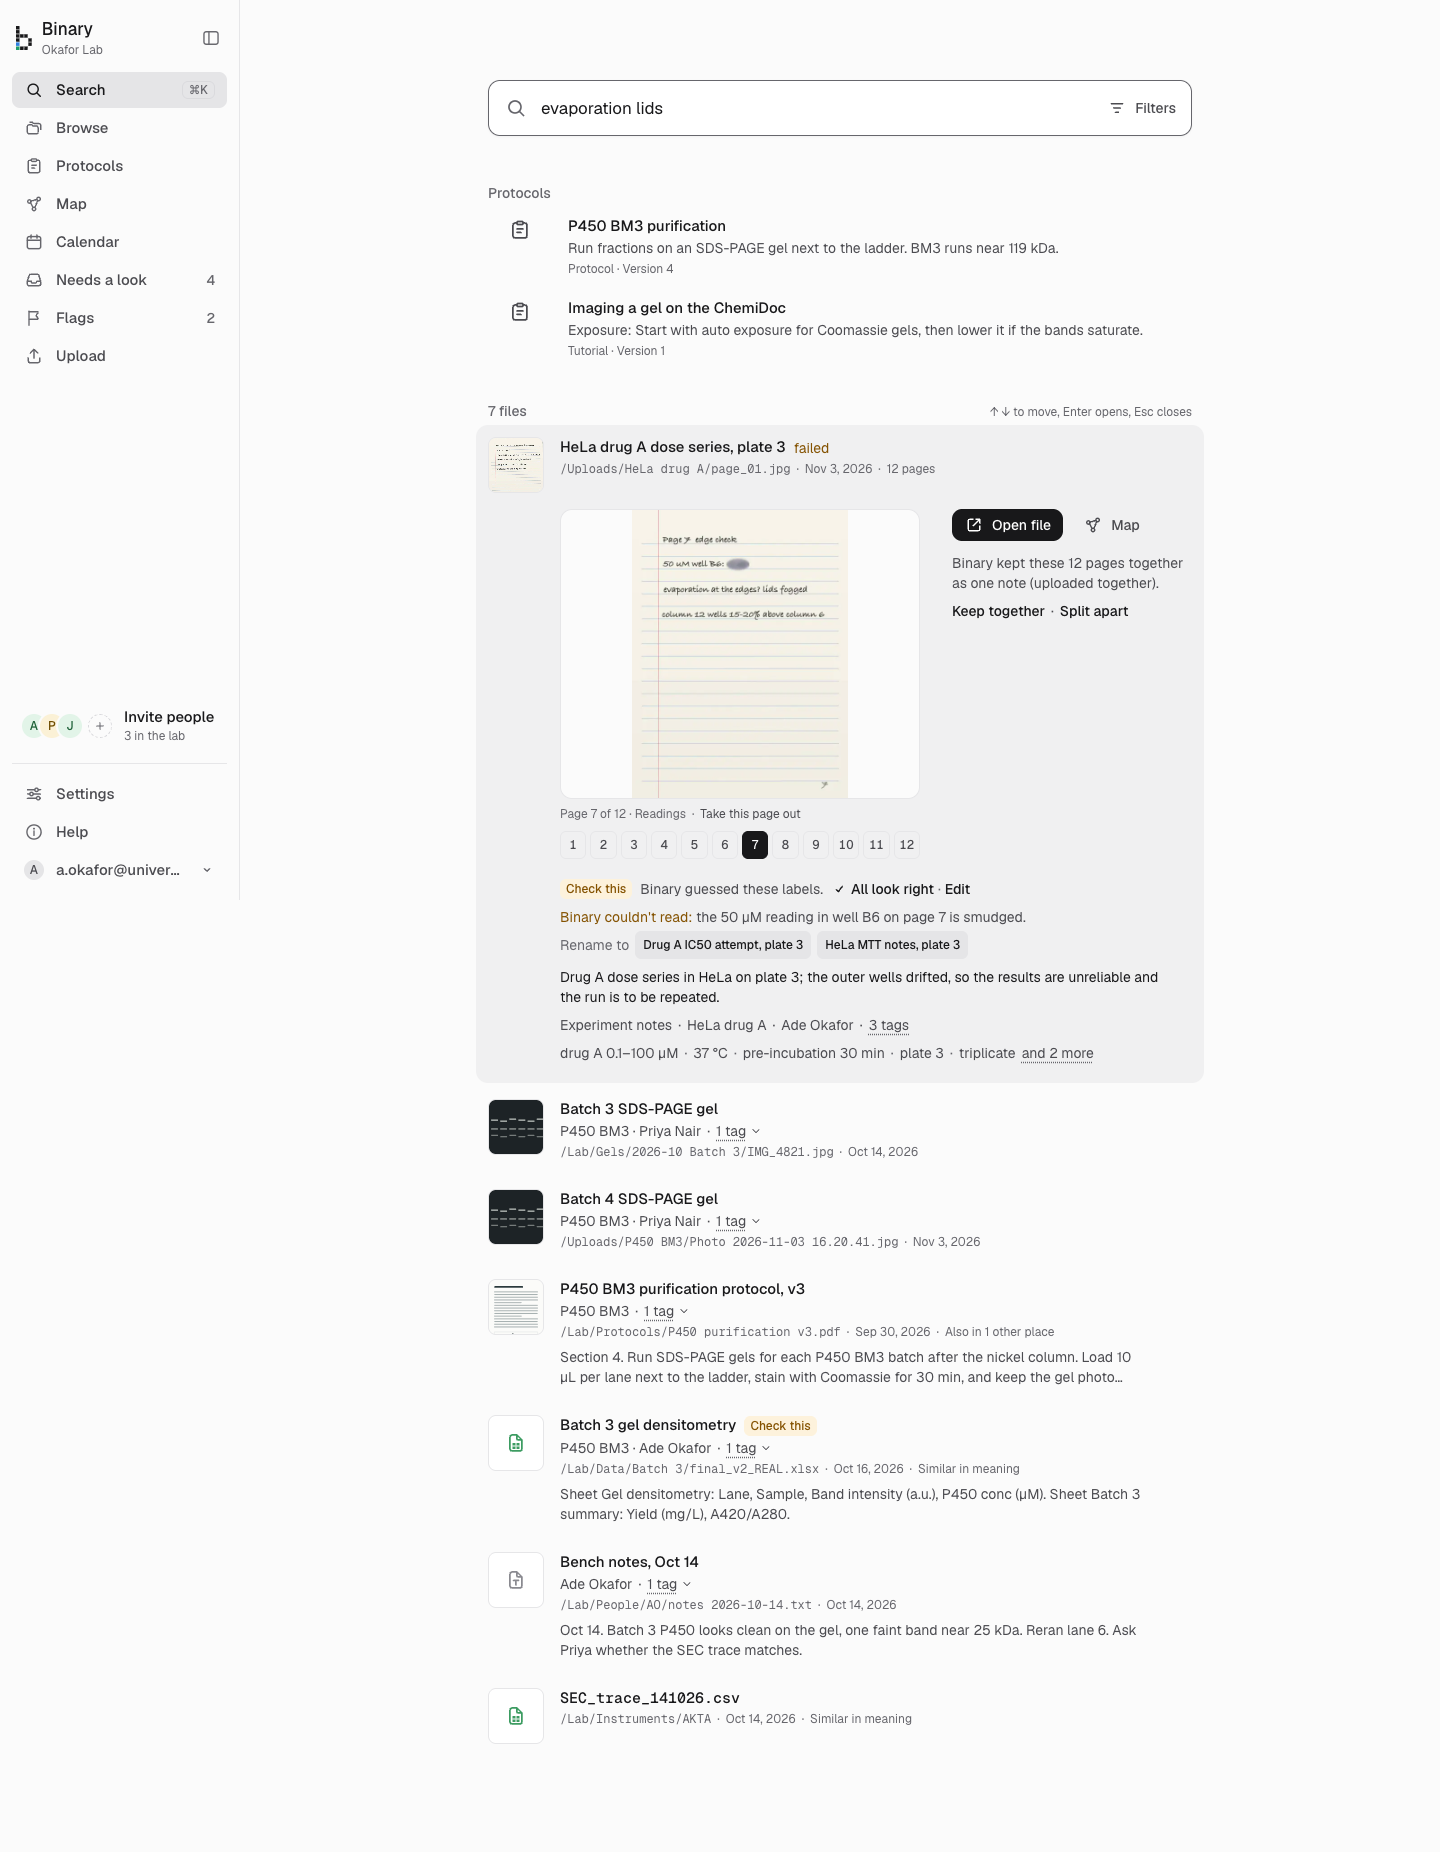 Binary
Okafor Lab
Search ⌘K
Browse
Protocols
Map
Calendar
Needs a look 4
Flags 2
Upload
A P J +
Invite people
3 in the lab
Settings
Help
A a.okafor@univer...
evaporation lids
Filters
Protocols
P450 BM3 purification
Run fractions on an SDS-PAGE gel next to the ladder. BM3 runs near 119 kDa.
Protocol · Version 4
Imaging a gel on the ChemiDoc
Exposure: Start with auto exposure for Coomassie gels, then lower it if the bands saturate.
Tutorial · Version 1
7 files
↑↓ to move, Enter opens, Esc closes
HeLa drug A dose series, plate 3 failed
/Uploads/HeLa drug A/page_01.jpg · Nov 3, 2026 · 12 pages
Page 7 edge check
50 uM well B6:
evaporation at the edges? lids fogged
column 12 wells 15-20% above column 6
7
Open file
Map
Binary kept these 12 pages together
as one note (uploaded together).
Keep together · Split apart
Page 7 of 12 · Readings · Take this page out
1 2 3 4 5 6 7 8 9 10 11 12
Check this Binary guessed these labels. ✓ All look right · Edit
Binary couldn't read: the 50 µM reading in well B6 on page 7 is smudged.
Rename to Drug A IC50 attempt, plate 3 HeLa MTT notes, plate 3
Drug A dose series in HeLa on plate 3; the outer wells drifted, so the results are unreliable and
the run is to be repeated.
Experiment notes · HeLa drug A · Ade Okafor · 3 tags
drug A 0.1–100 µM · 37 °C · pre-incubation 30 min · plate 3 · triplicate and 2 more
Batch 3 SDS-PAGE gel
P450 BM3 · Priya Nair · 1 tag
/Lab/Gels/2026-10 Batch 3/IMG_4821.jpg · Oct 14, 2026
Batch 4 SDS-PAGE gel
P450 BM3 · Priya Nair · 1 tag
/Uploads/P450 BM3/Photo 2026-11-03 16.20.41.jpg · Nov 3, 2026
P450 BM3 purification protocol, v3
P450 BM3 · 1 tag
/Lab/Protocols/P450 purification v3.pdf · Sep 30, 2026 · Also in 1 other place
Section 4. Run SDS-PAGE gels for each P450 BM3 batch after the nickel column. Load 10
µL per lane next to the ladder, stain with Coomassie for 30 min, and keep the gel photo…
Batch 3 gel densitometry Check this
P450 BM3 · Ade Okafor · 1 tag
/Lab/Data/Batch 3/final_v2_REAL.xlsx · Oct 16, 2026 · Similar in meaning
Sheet Gel densitometry: Lane, Sample, Band intensity (a.u.), P450 conc (µM). Sheet Batch 3
summary: Yield (mg/L), A420/A280.
Bench notes, Oct 14
Ade Okafor · 1 tag
/Lab/People/AO/notes 2026-10-14.txt · Oct 14, 2026
Oct 14. Batch 3 P450 looks clean on the gel, one faint band near 25 kDa. Reran lane 6. Ask
Priya whether the SEC trace matches.
SEC_trace_141026.csv
/Lab/Instruments/AKTA · Oct 14, 2026 · Similar in meaning